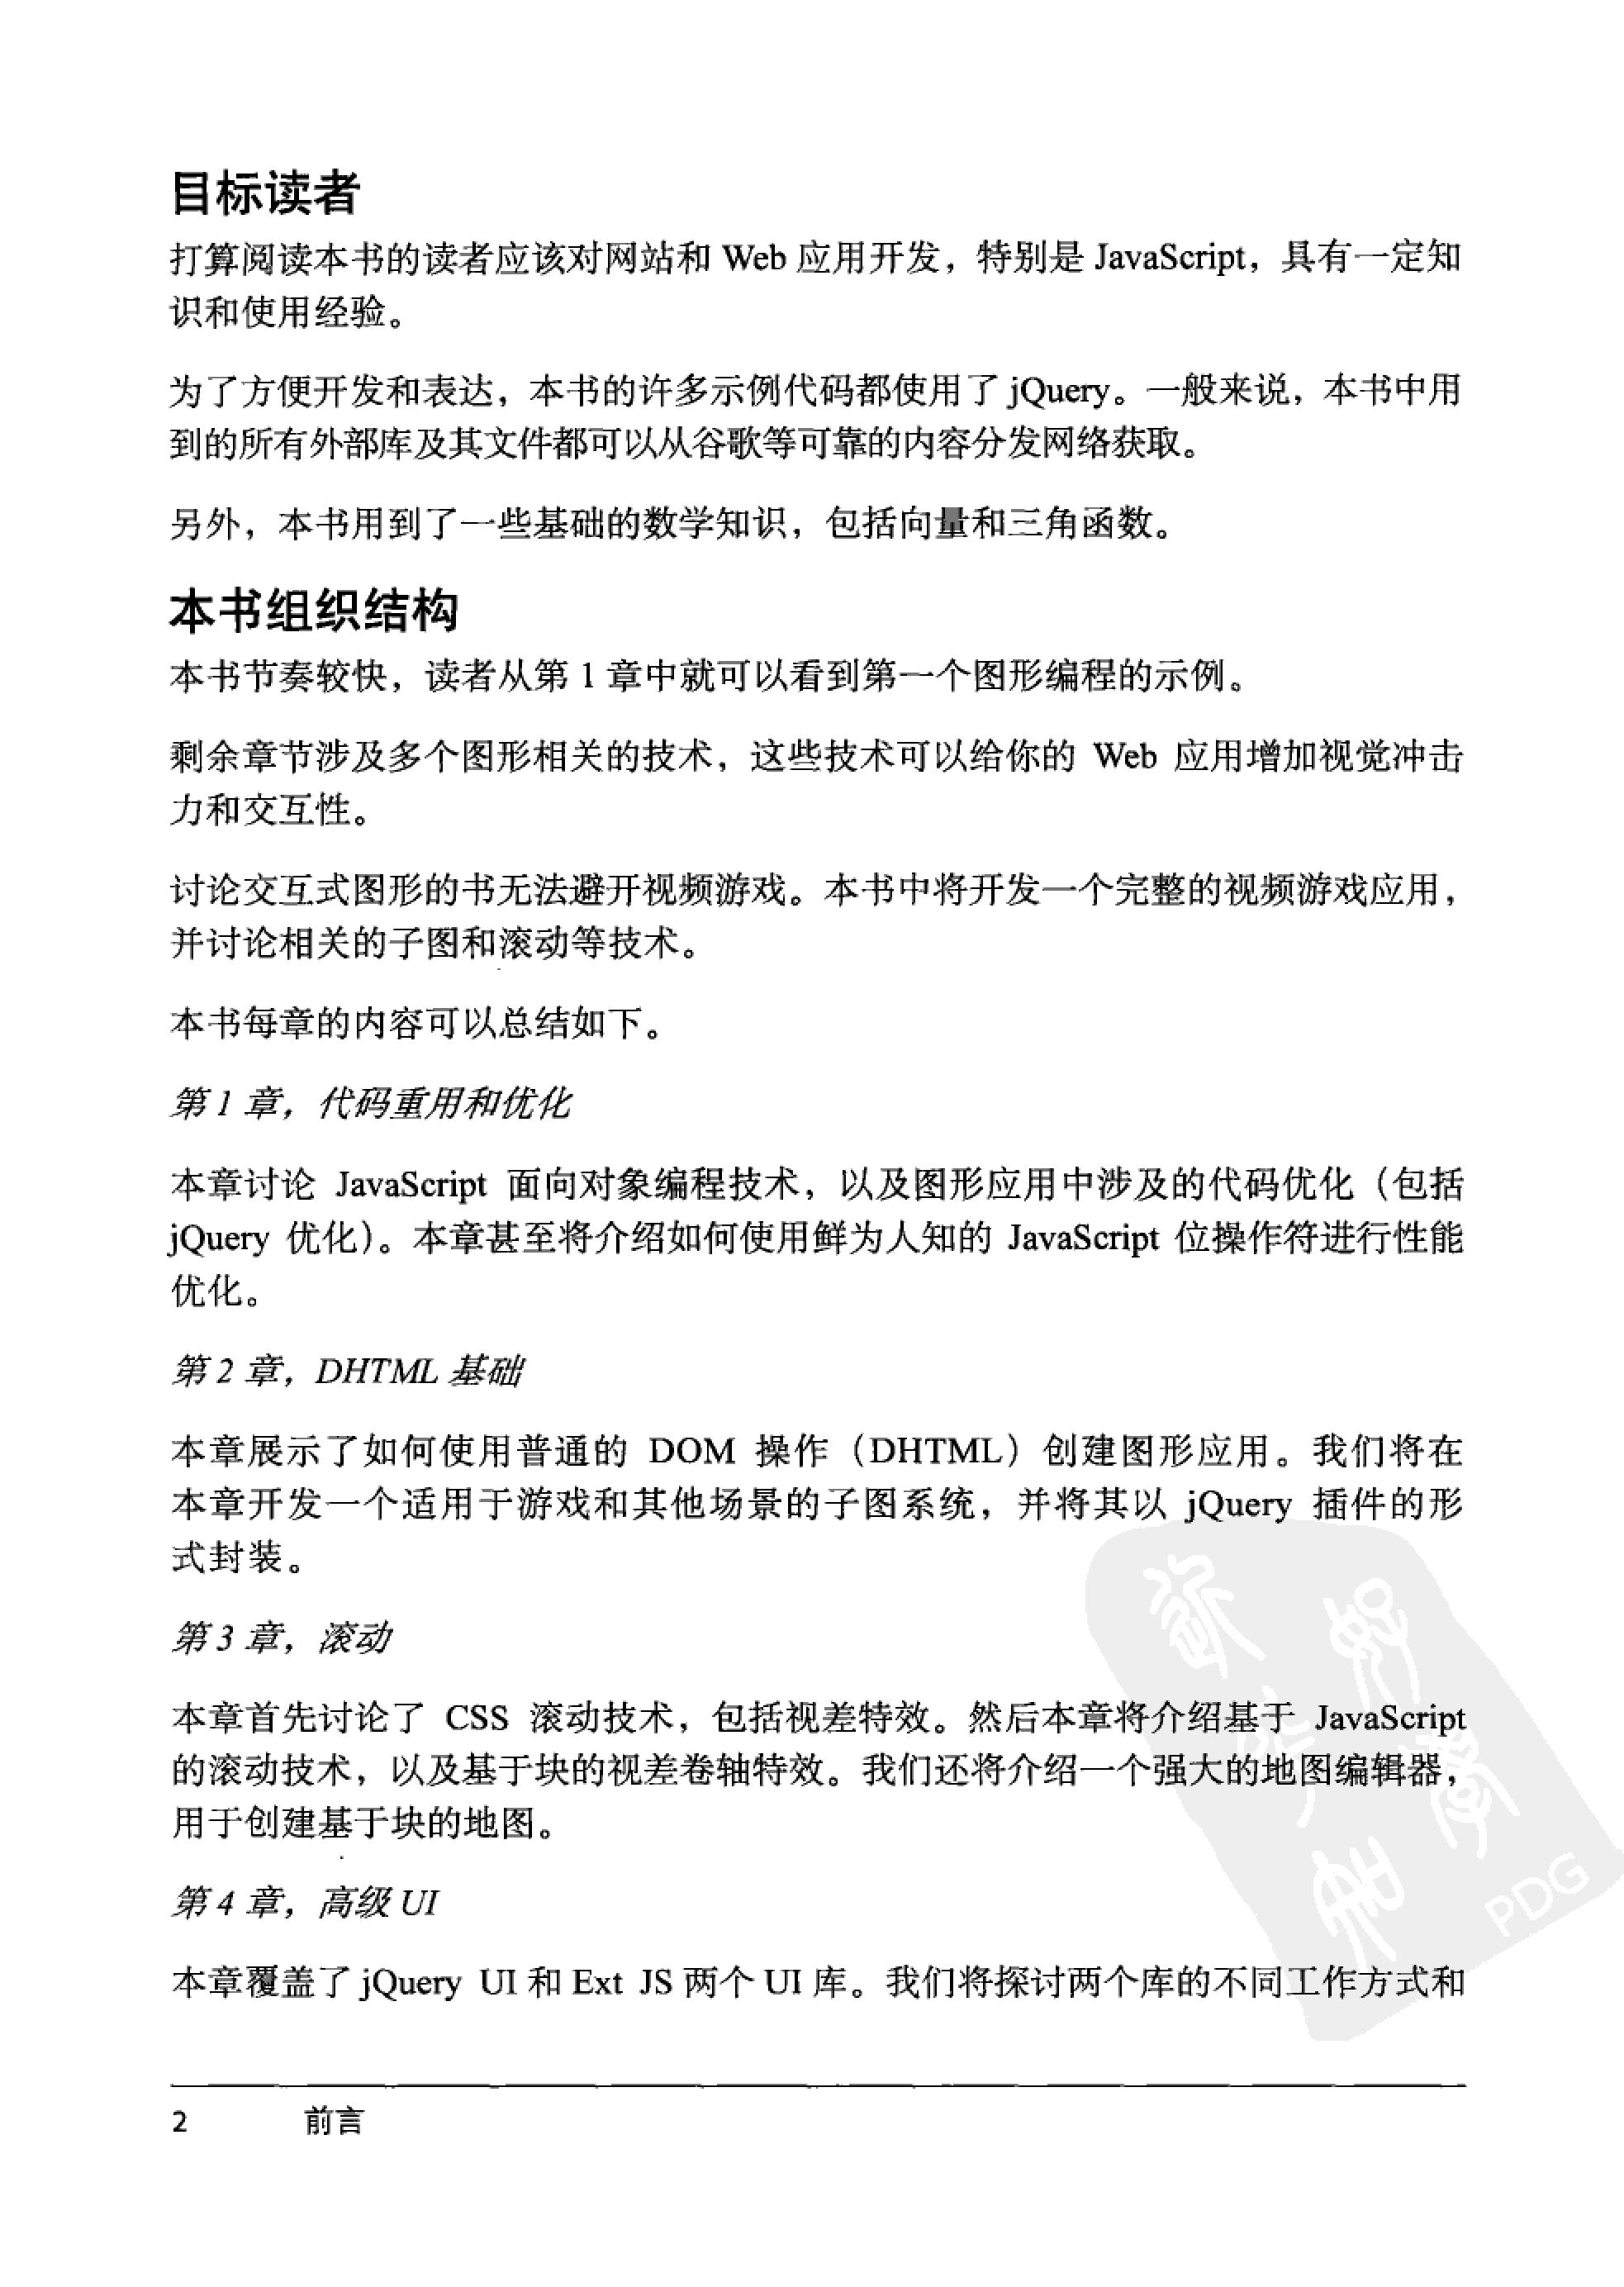 目标读者
打算阅读本书的读者应该对网站和 Web 应用开发，特别是 JavaScript，具有一定知
识和使用经验。
为了方便开发和表达，本书的许多示例代码都使用了 jQuery。一般来说，本书中用
到的所有外部库及其文件都可以从谷歌等可靠的内容分发网络获取。
另外，本书用到了一些基础的数学知识，包括向量和三角函数。
本书组织结构
本书节奏较快，读者从第 1 章中就可以看到第一个图形编程的示例。
剩余章节涉及多个图形相关的技术，这些技术可以给你的 Web 应用增加视觉冲击
力和交互性。
讨论交互式图形的书无法避开视频游戏。本书中将开发一个完整的视频游戏应用，
并讨论相关的子图和滚动等技术。
本书每章的内容可以总结如下。
第 1 章，代码重用和优化
本章讨论 JavaScript 面向对象编程技术，以及图形应用中涉及的代码优化（包括
jQuery 优化）。本章甚至将介绍如何使用鲜为人知的 JavaScript 位操作符进行性能
优化。
第 2 章，DHTML 基础
本章展示了如何使用普通的 DOM 操作（DHTML）创建图形应用。我们将在
本章开发一个适用于游戏和其他场景的子图系统，并将其以 jQuery 插件的形
式封装。
第 3 章，滚动
本章首先讨论了 CSS 滚动技术，包括视差特效。然后本章将介绍基于 JavaScript
的滚动技术，以及基于块的视差卷轴特效。我们还将介绍一个强大的地图编辑器，
用于创建基于块的地图。
第 4 章，高级 UI
本章覆盖了 jQuery UI 和 Ext JS 两个 UI 库。我们将探讨两个库的不同工作方式和
PDG
2 前言